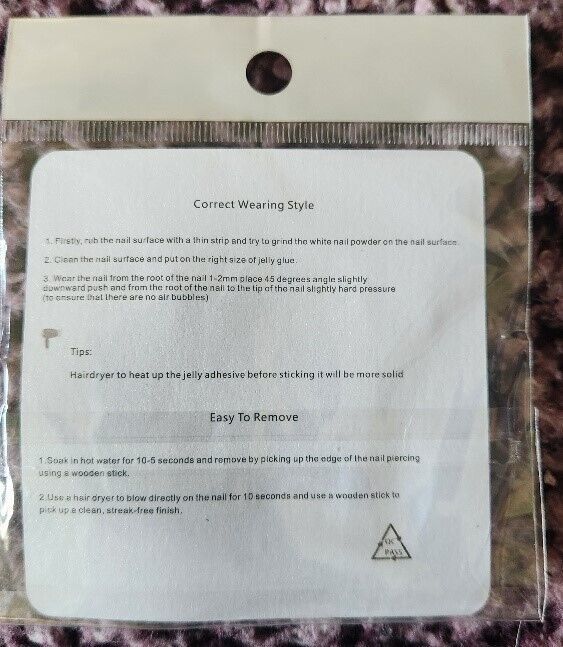 Correct Wearing Style
1. Firstly, rub the nail surface with a thin strip and try to grind the white nail powder on the nail surface.
2. Clean the nail surface and put on the right size of jelly glue.
3. Wear the nail from the root of the nail 1-2mm place 45 degrees angle slightly
downward push and from the root of the nail to the tip of the nail slightly hard pressure
(to ensure that there are no air bubbles)
Tips:
Hairdryer to heat up the jelly adhesive before sticking it will be more solid
Easy To Remove
1.Soak in hot water for 10-5 seconds and remove by picking up the edge of the nail piercing
using a wooden stick.
2.Use a hair dryer to blow directly on the nail for 10 seconds and use a wooden stick to
pick up a clean, streak-free finish.
QC
PASS